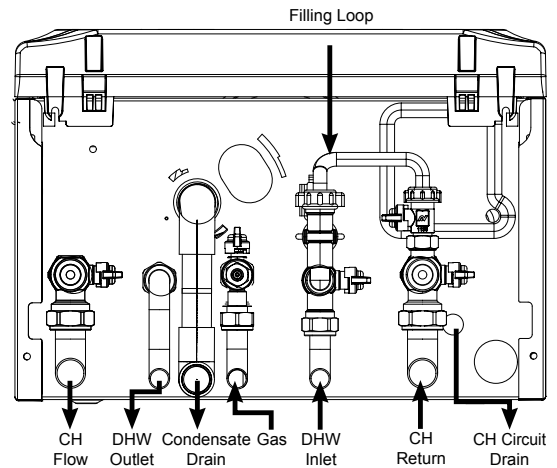 Filling Loop
CH Flow
DHW Outlet
Condensate Drain
Gas
DHW Inlet
CH Return
CH Circuit Drain